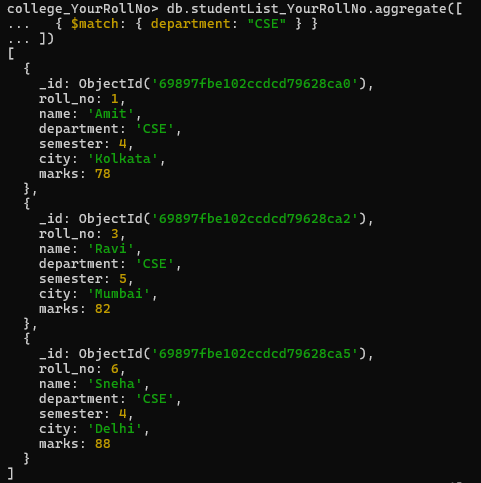 college_YourRollNo> db.studentList_YourRollNo.aggregate([
...   { $match: { department: "CSE" } }
... ])
[
  {
    _id: ObjectId('69897fbe102ccdcd79628ca0'),
    roll_no: 1,
    name: 'Amit',
    department: 'CSE',
    semester: 4,
    city: 'Kolkata',
    marks: 78
  },
  {
    _id: ObjectId('69897fbe102ccdcd79628ca2'),
    roll_no: 3,
    name: 'Ravi',
    department: 'CSE',
    semester: 5,
    city: 'Mumbai',
    marks: 82
  },
  {
    _id: ObjectId('69897fbe102ccdcd79628ca5'),
    roll_no: 6,
    name: 'Sneha',
    department: 'CSE',
    semester: 4,
    city: 'Delhi',
    marks: 88
  }
]